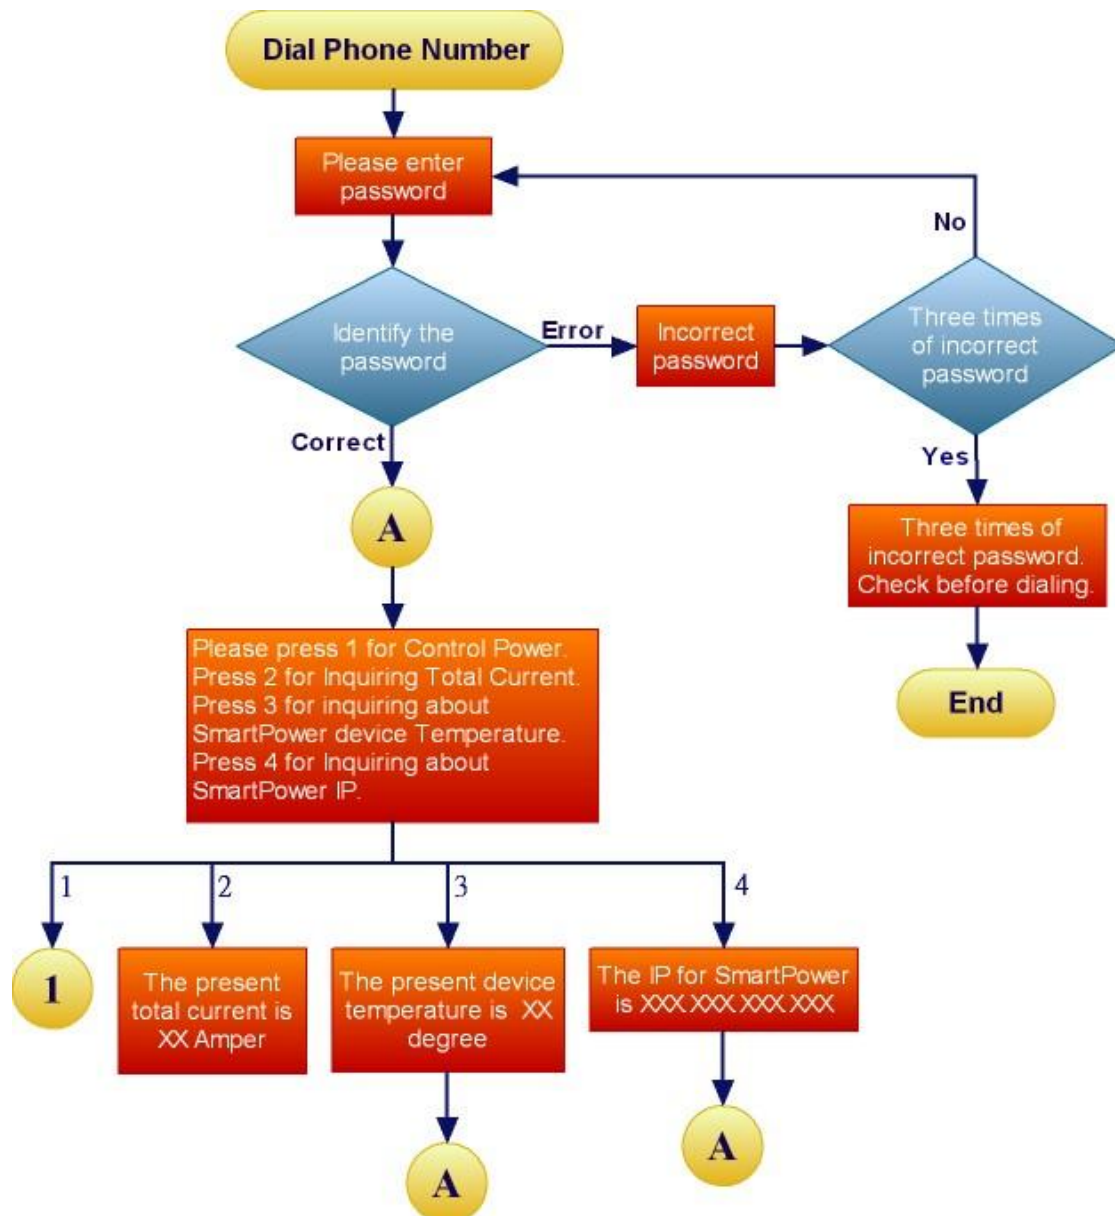 Dial Phone Number
Please enter
password
No
Identify the
password
Error
Incorrect
password
Three times
of incorrect
password
Correct
Yes
A
Three times of
incorrect password.
Check before dialing.
Please press 1 for Control Power.
Press 2 for Inquiring Total Current.
Press 3 for inquiring about
SmartPower device Temperature.
Press 4 for Inquiring about
SmartPower IP.
End
1
2
3
4
1
The present
total current is
XX Amper
The present device
temperature is XX
degree
The IP for SmartPower
is XXX.XXX.XXX.XXX
A
A